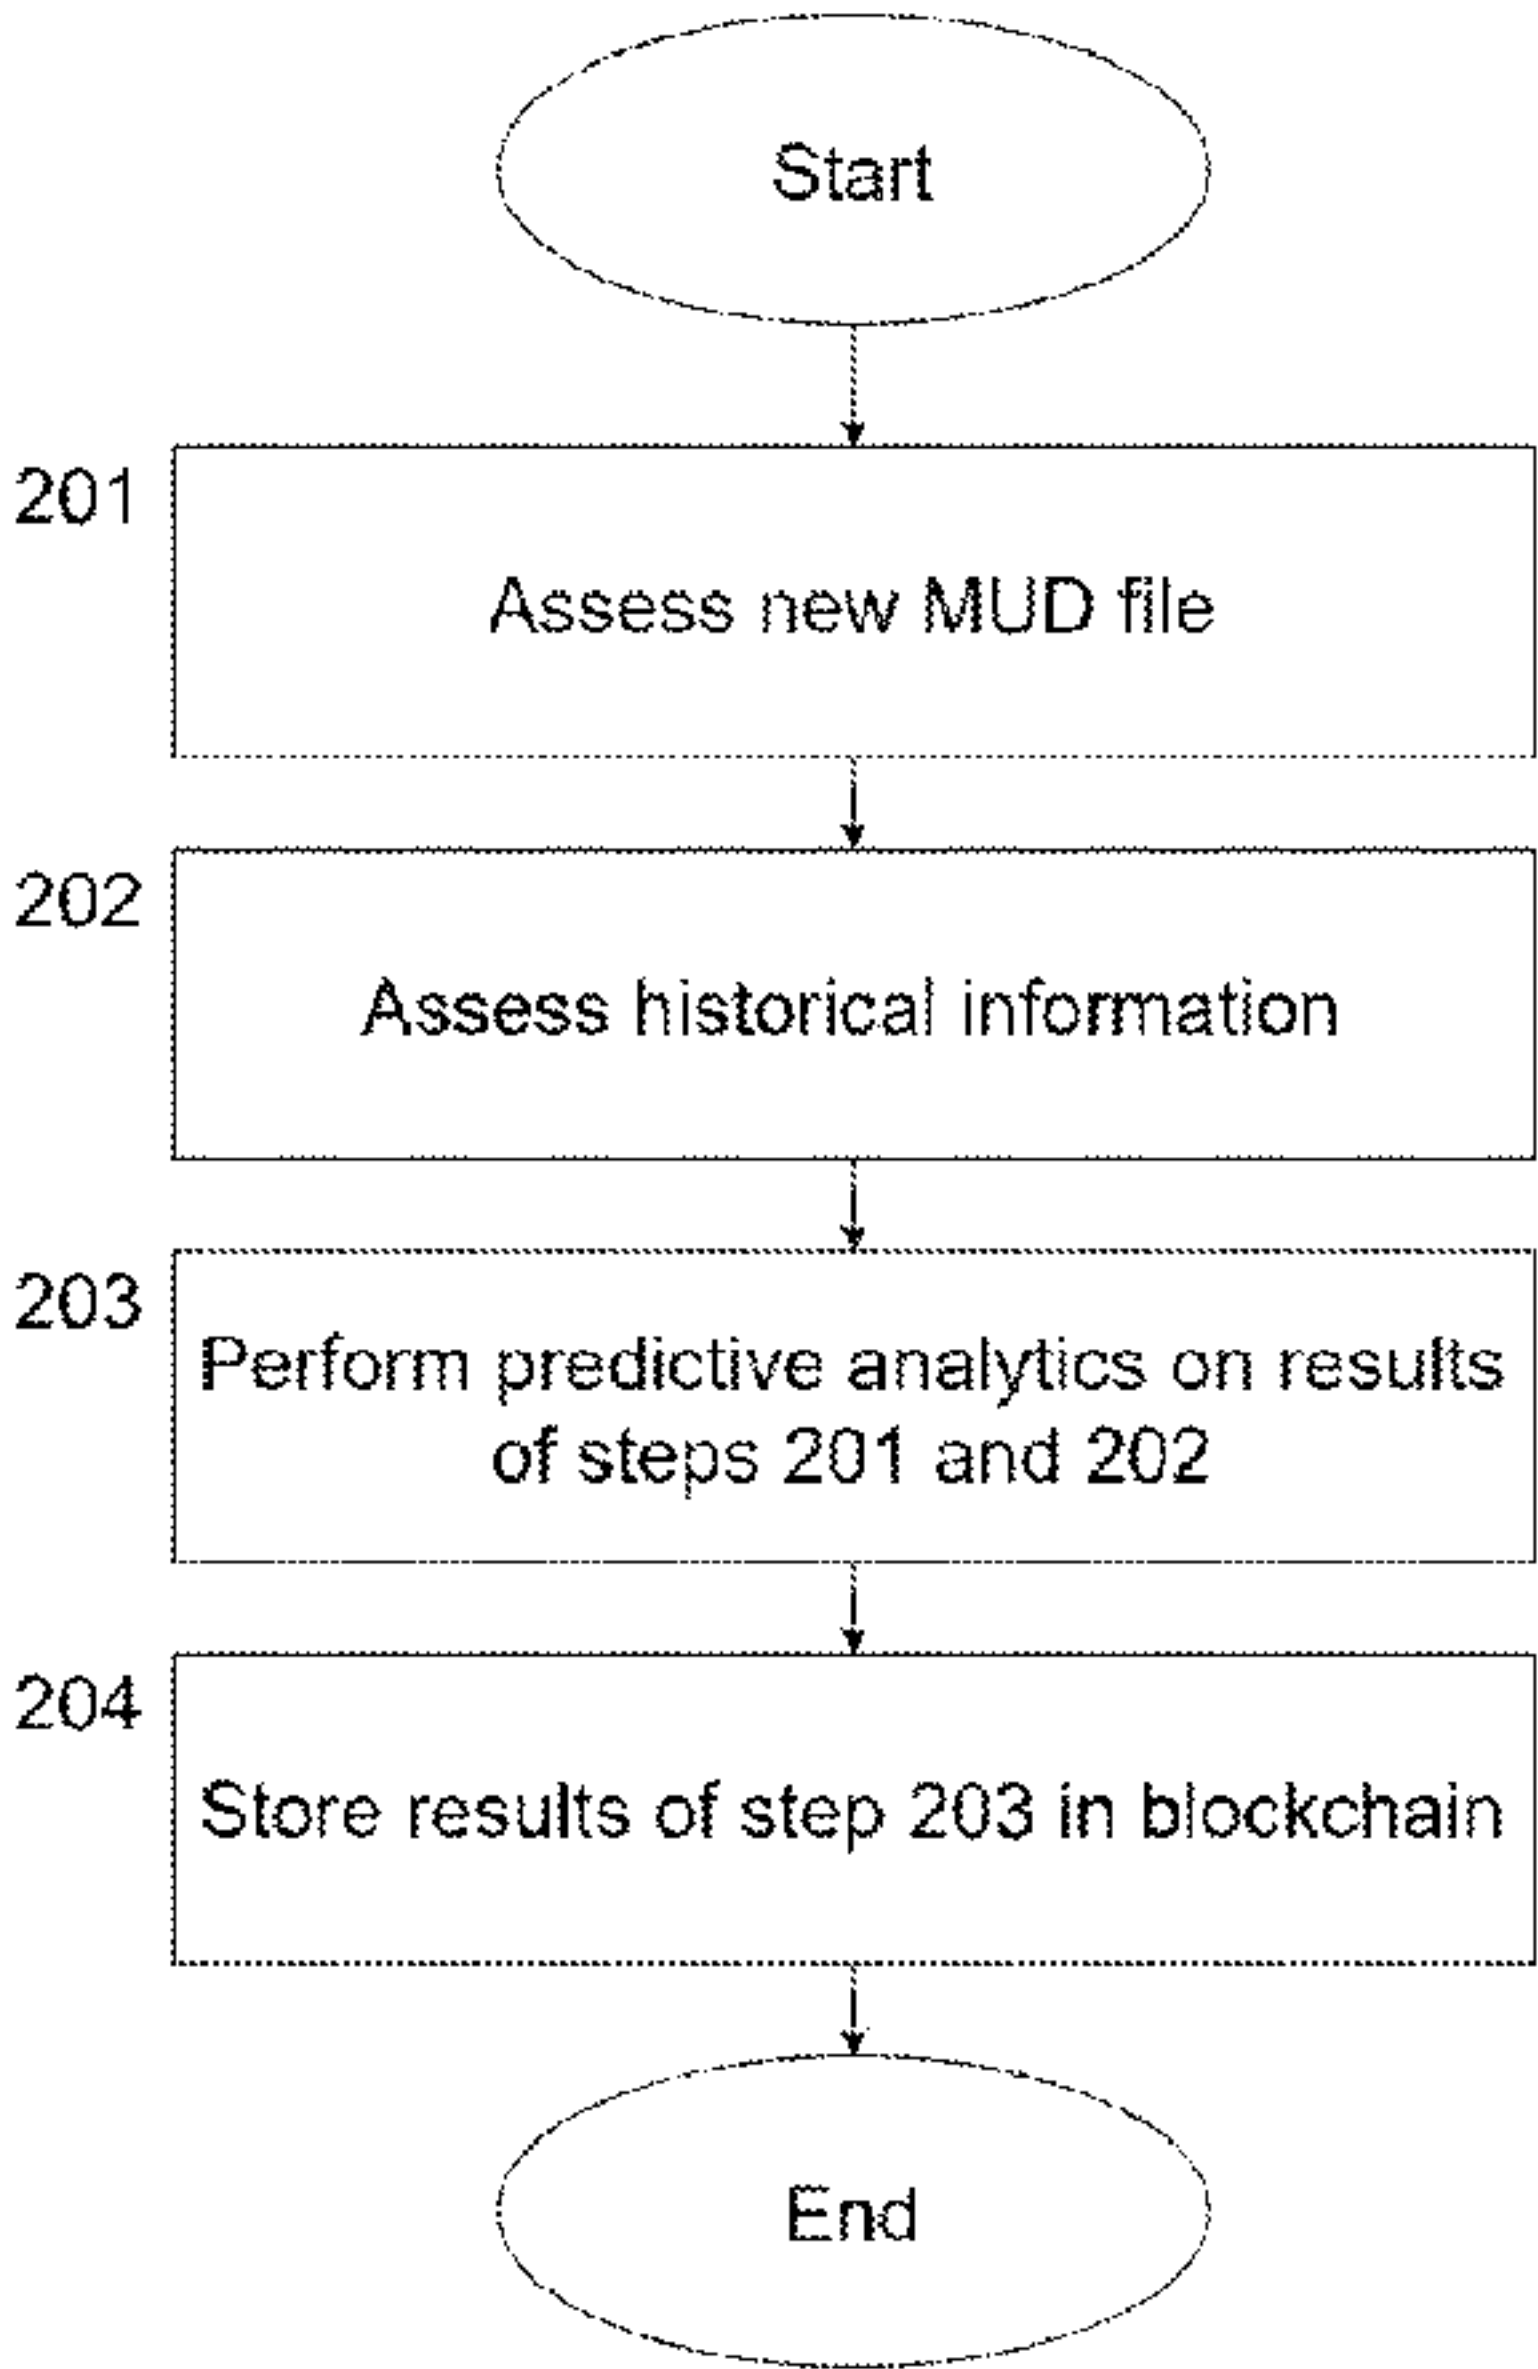 Start
201
Assess new MUD file
202
Assess historical information
203
Perform predictive analytics on results
of steps 201 and 202
204
Store results of step 203 in blockchain
End